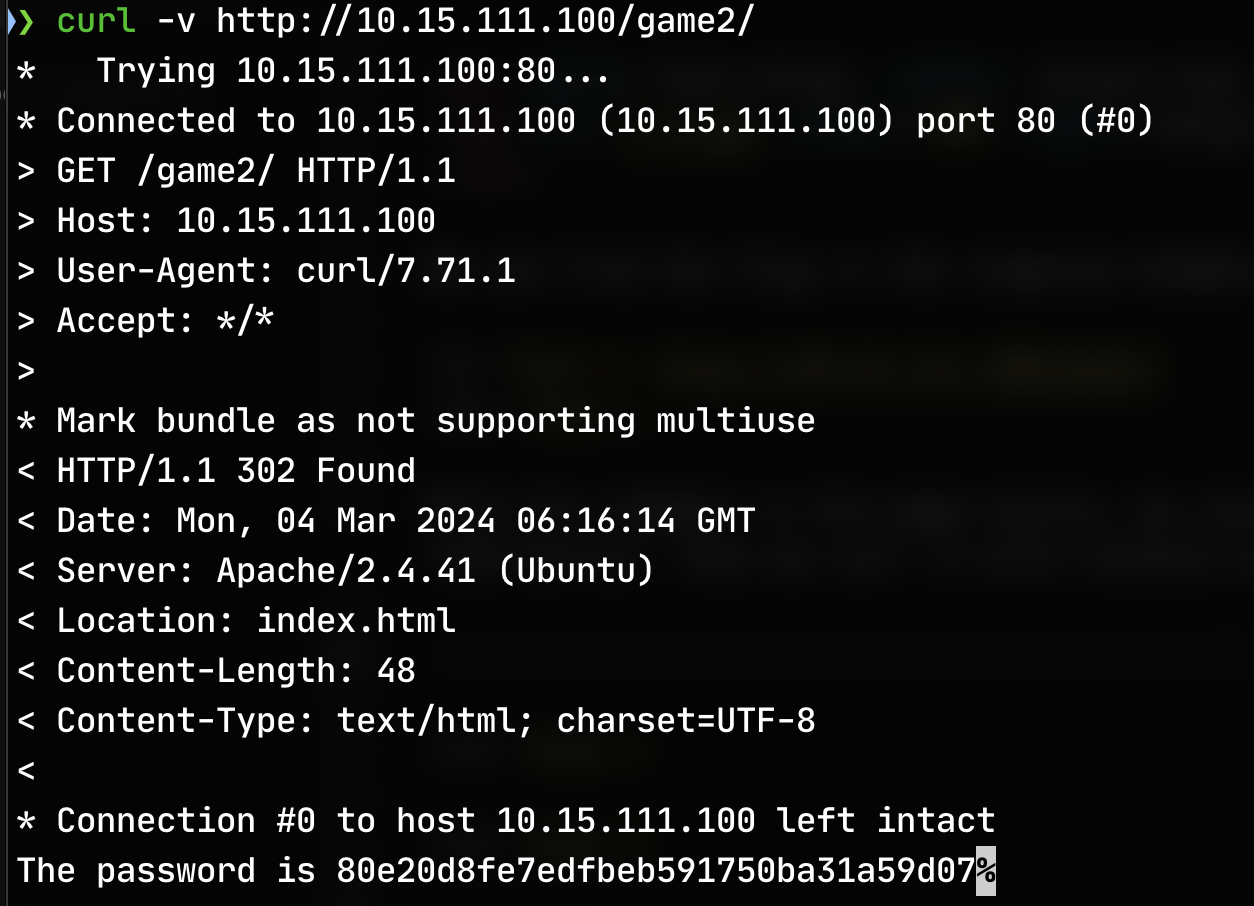 ❯ curl -v http://10.15.111.100/game2/
*   Trying 10.15.111.100:80...
* Connected to 10.15.111.100 (10.15.111.100) port 80 (#0)
> GET /game2/ HTTP/1.1
> Host: 10.15.111.100
> User-Agent: curl/7.71.1
> Accept: */*
>
* Mark bundle as not supporting multiuse
< HTTP/1.1 302 Found
< Date: Mon, 04 Mar 2024 06:16:14 GMT
< Server: Apache/2.4.41 (Ubuntu)
< Location: index.html
< Content-Length: 48
< Content-Type: text/html; charset=UTF-8
<
* Connection #0 to host 10.15.111.100 left intact
The password is 80e20d8fe7edfbeb591750ba31a59d07%